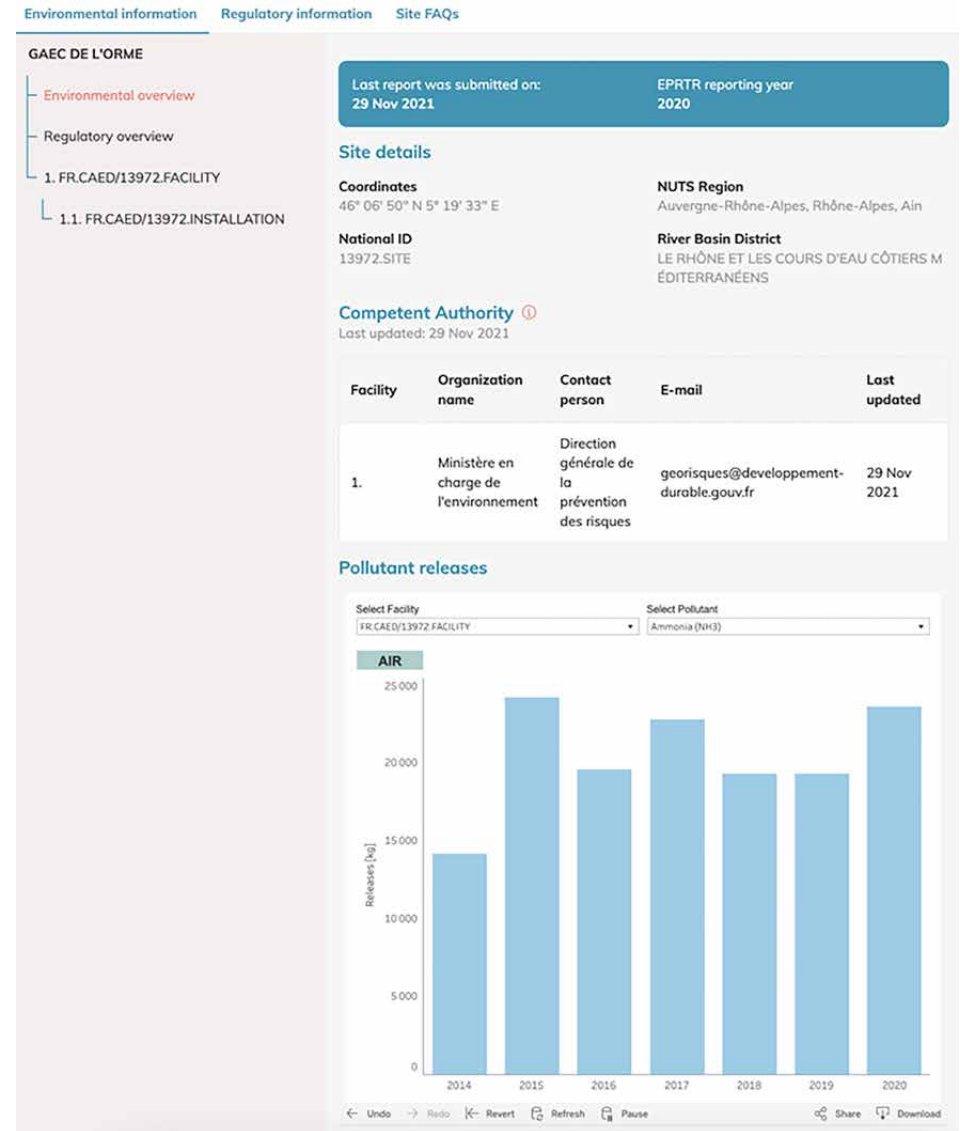 Environmental information Regulatory information Site FAQs
GAEC DE L'ORME
Environmental overview
Regulatory overview
1. FR.CAED/13972.FACILITY
1.1. FR.CAED/13972.INSTALLATION
Last report was submitted on:
29 Nov 2021
EPRTR reporting year
2020
Site details
Coordinates
46° 06' 50" N 5° 19' 33" E
NUTS Region
Auvergne-Rhône-Alpes, Rhône-Alpes, Ain
National ID
13972.SITE
River Basin District
LE RHÔNE ET LES COURS D'EAU CÔTIERS M
ÉDITERRANÉENS
Competent Authority
Last updated: 29 Nov 2021
Facility
Organization
name
Contact
person
E-mail
Last
updated
1.
Ministère en
charge de
l'environnement
Direction
générale de
la
prévention
des risques
georisques@developpement-
durable.gouv.fr
29 Nov
2021
Pollutant releases
Select Facility
FR.CAED/13972.FACILITY
Select Pollutant
Ammonia (NH3)
AIR
25 000
20 000
15 000
10 000
5 000
0
Releases [kg]
2014 2015 2016 2017 2018 2019 2020
Undo Redo Revert Refresh Pause Share Download